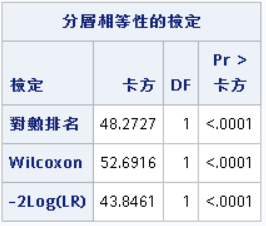 分層相等性的檢定
檢定 卡方 DF Pr > 卡方
對數排名 48.2727 1 <.0001
Wilcoxon 52.6916 1 <.0001
-2Log(LR) 43.8461 1 <.0001